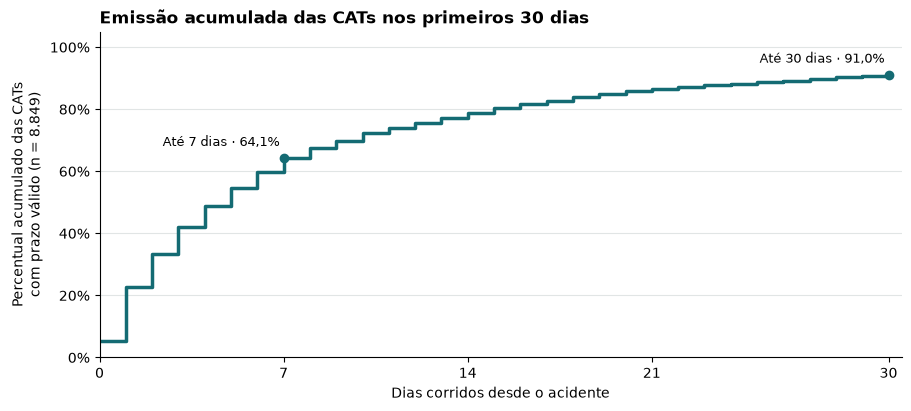 Emissão acumulada das CATs nos primeiros 30 dias
Percentual acumulado das CATs
com prazo válido (n = 8.849)
100%
80%
60%
40%
20%
0%
Até 7 dias · 64,1%
Até 30 dias · 91,0%
0
7
14
21
30
Dias corridos desde o acidente